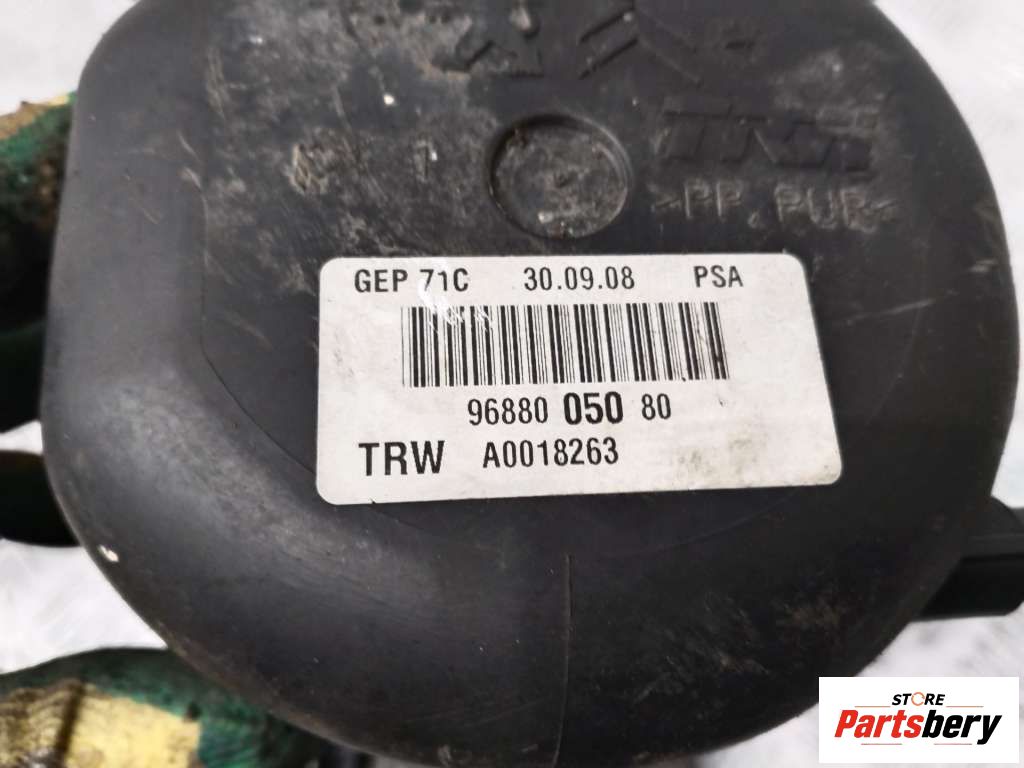 TRW
>PP, PUR<
GEP 71C 30.09.08 PSA
96880 050 80
TRW A0018263
STORE
Partsbery